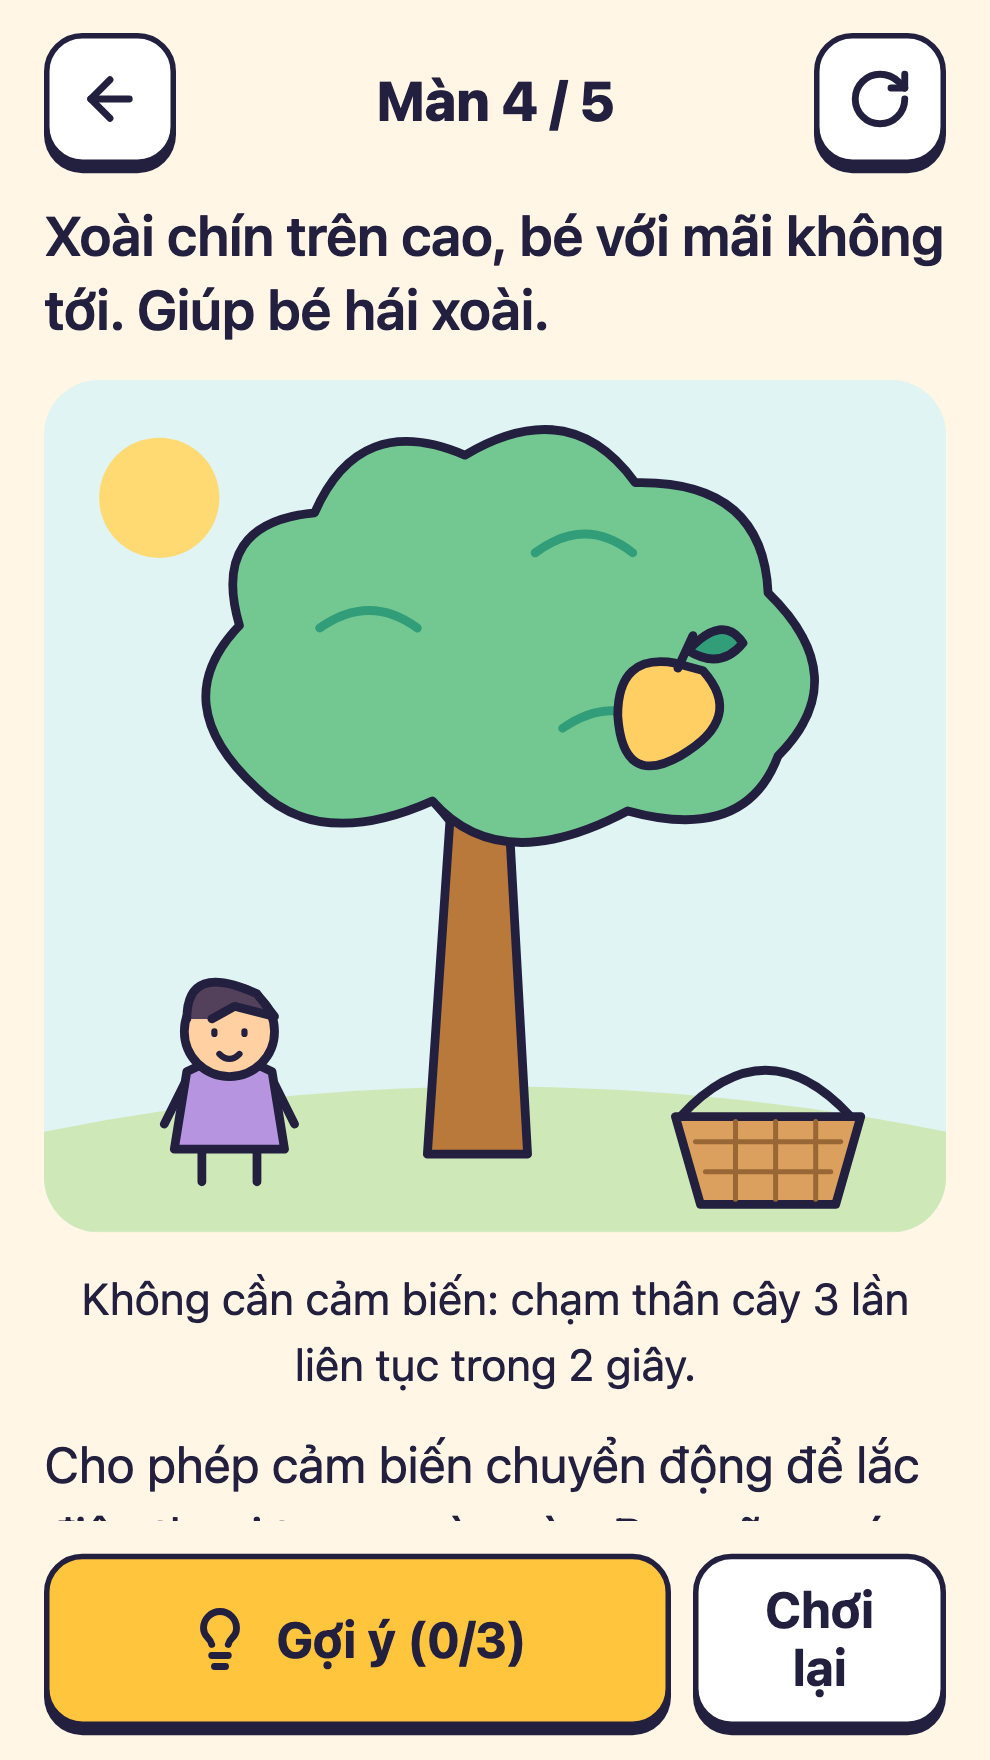 Màn 4 / 5
Xoài chín trên cao, bé với mãi không
tới. Giúp bé hái xoài.
Không cần cảm biến: chạm thân cây 3 lần
liên tục trong 2 giây.
Cho phép cảm biến chuyển động để lắc
Gợi ý (0/3)
Chơi
lại